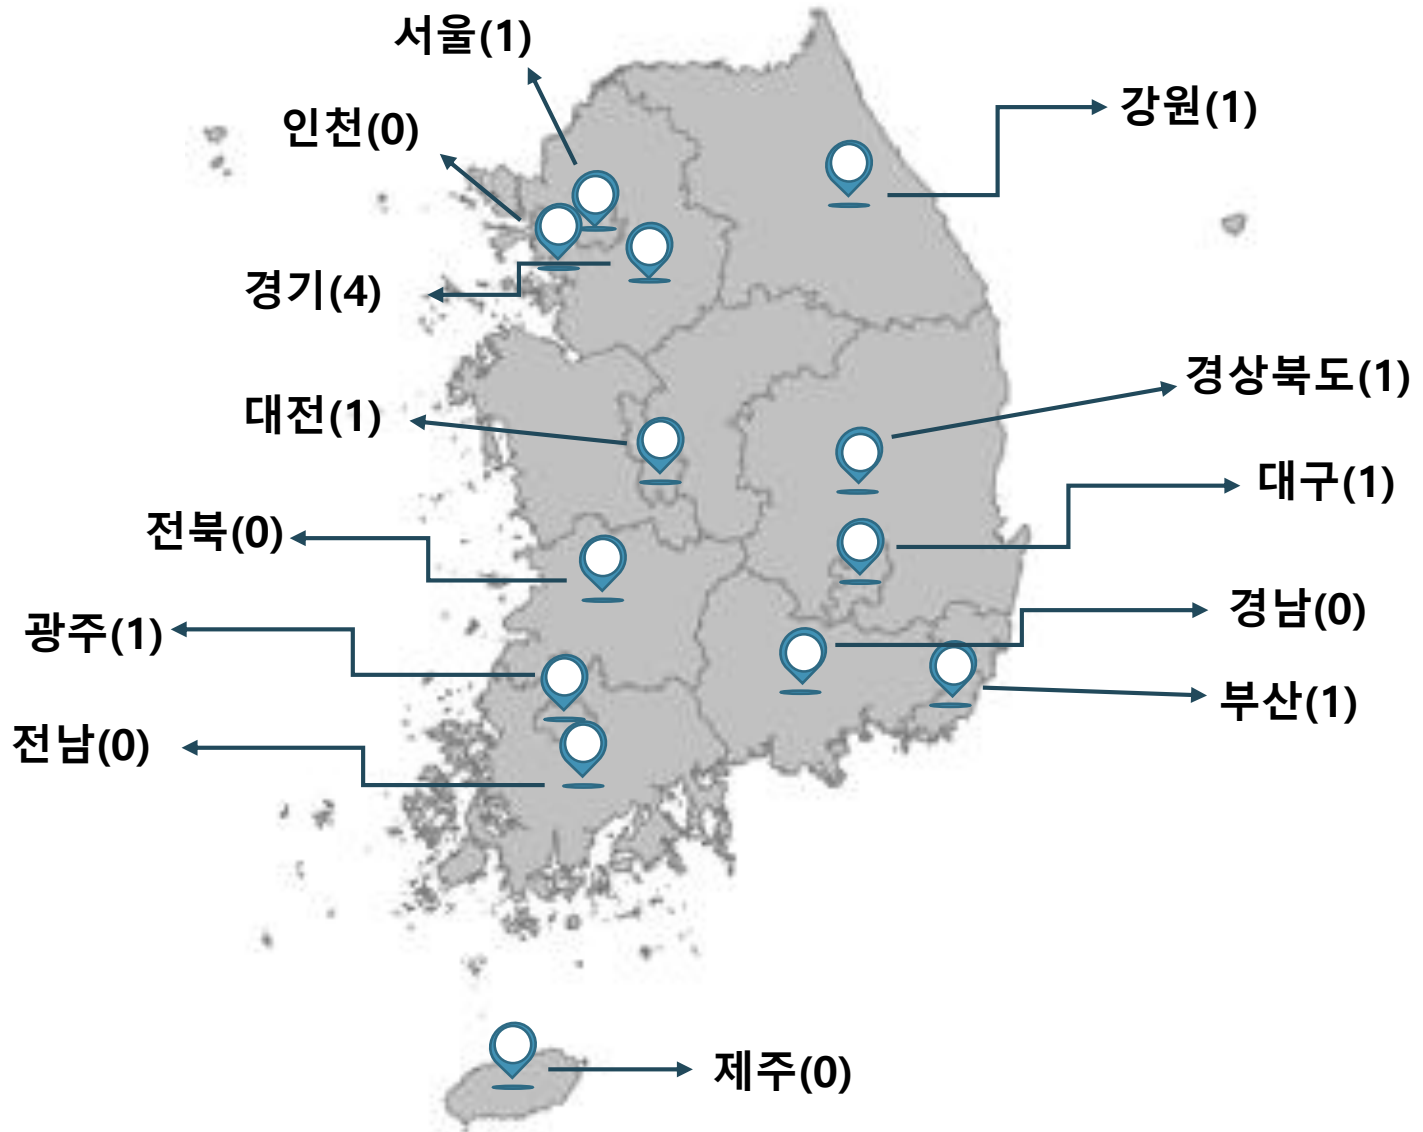 서울(1)
강원(1)
인천(0)
경기(4)
경상북도(1)
대전(1)
대구(1)
전북(0)
경남(0)
광주(1)
부산(1)
전남(0)
제주(0)